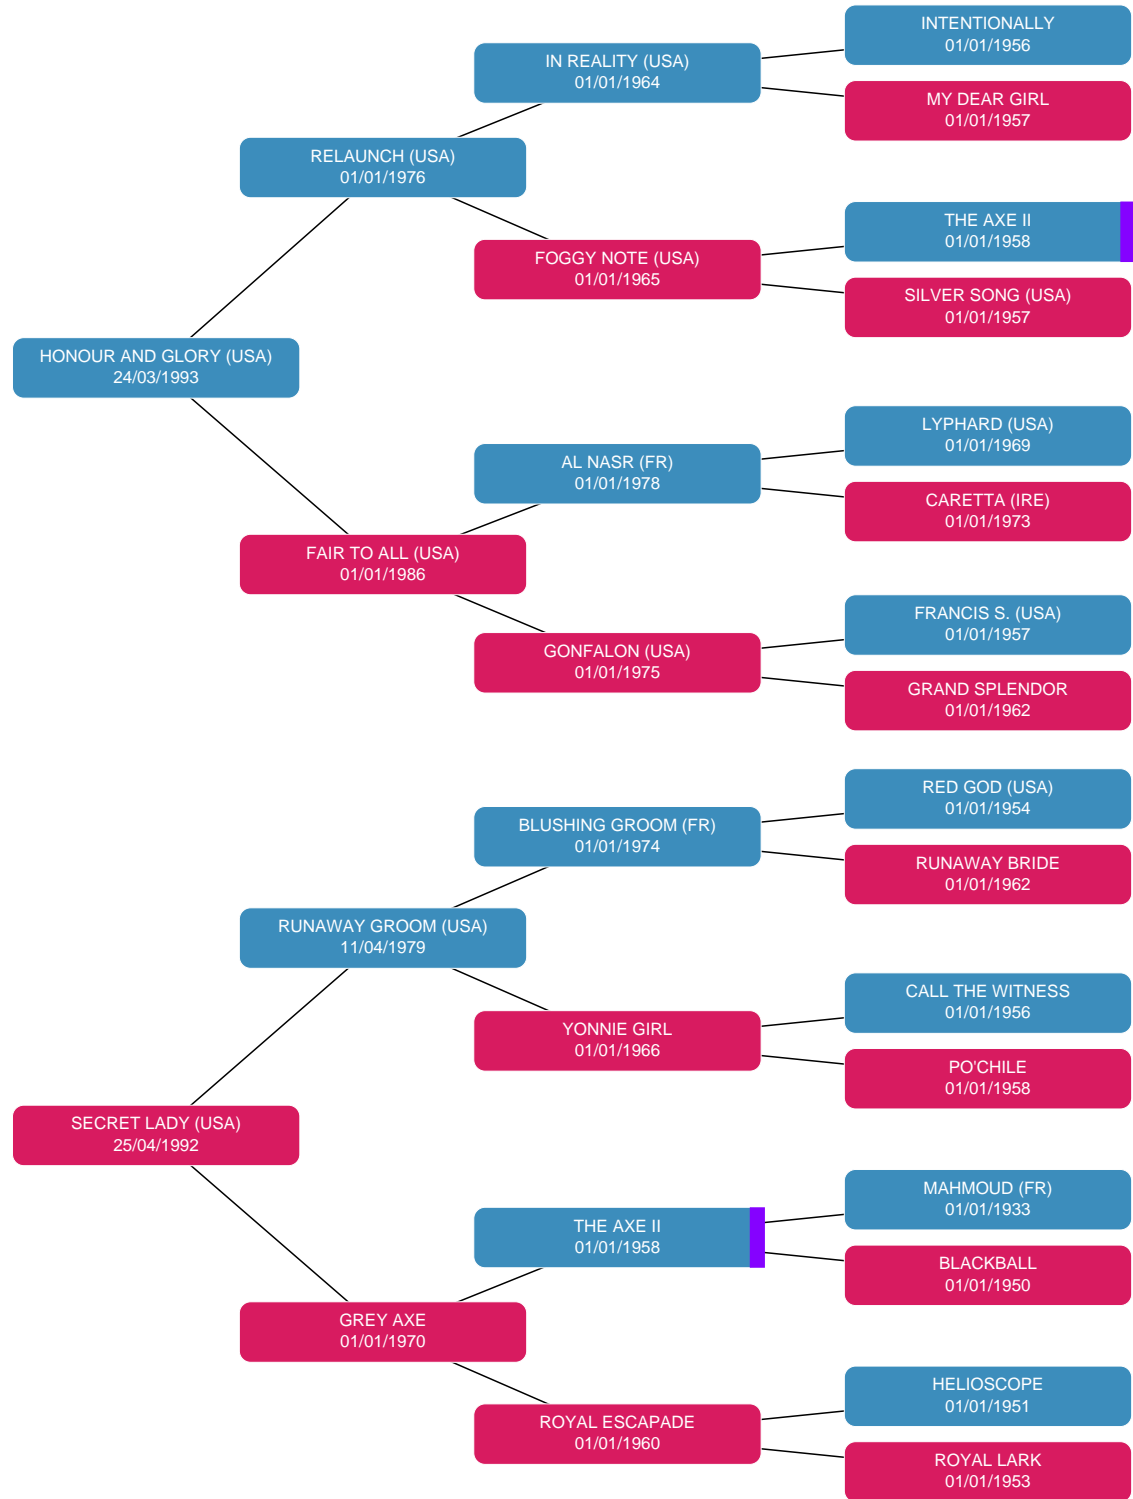 INTENTIONALLY
01/01/1956
IN REALITY (USA)
01/01/1964
MY DEAR GIRL
01/01/1957
RELAUNCH (USA)
01/01/1976
THE AXE II
01/01/1958
FOGGY NOTE (USA)
01/01/1965
SILVER SONG (USA)
01/01/1957
HONOUR AND GLORY (USA)
24/03/1993
LYPHARD (USA)
01/01/1969
AL NASR (FR)
01/01/1978
CARETTA (IRE)
01/01/1973
FAIR TO ALL (USA)
01/01/1986
FRANCIS S. (USA)
01/01/1957
GONFALON (USA)
01/01/1975
GRAND SPLENDOR
01/01/1962
RED GOD (USA)
01/01/1954
BLUSHING GROOM (FR)
01/01/1974
RUNAWAY BRIDE
01/01/1962
RUNAWAY GROOM (USA)
11/04/1979
CALL THE WITNESS
01/01/1956
YONNIE GIRL
01/01/1966
PO'CHILE
01/01/1958
SECRET LADY (USA)
25/04/1992
MAHMOUD (FR)
01/01/1933
THE AXE II
01/01/1958
BLACKBALL
01/01/1950
GREY AXE
01/01/1970
HELIOSCOPE
01/01/1951
ROYAL ESCAPADE
01/01/1960
ROYAL LARK
01/01/1953